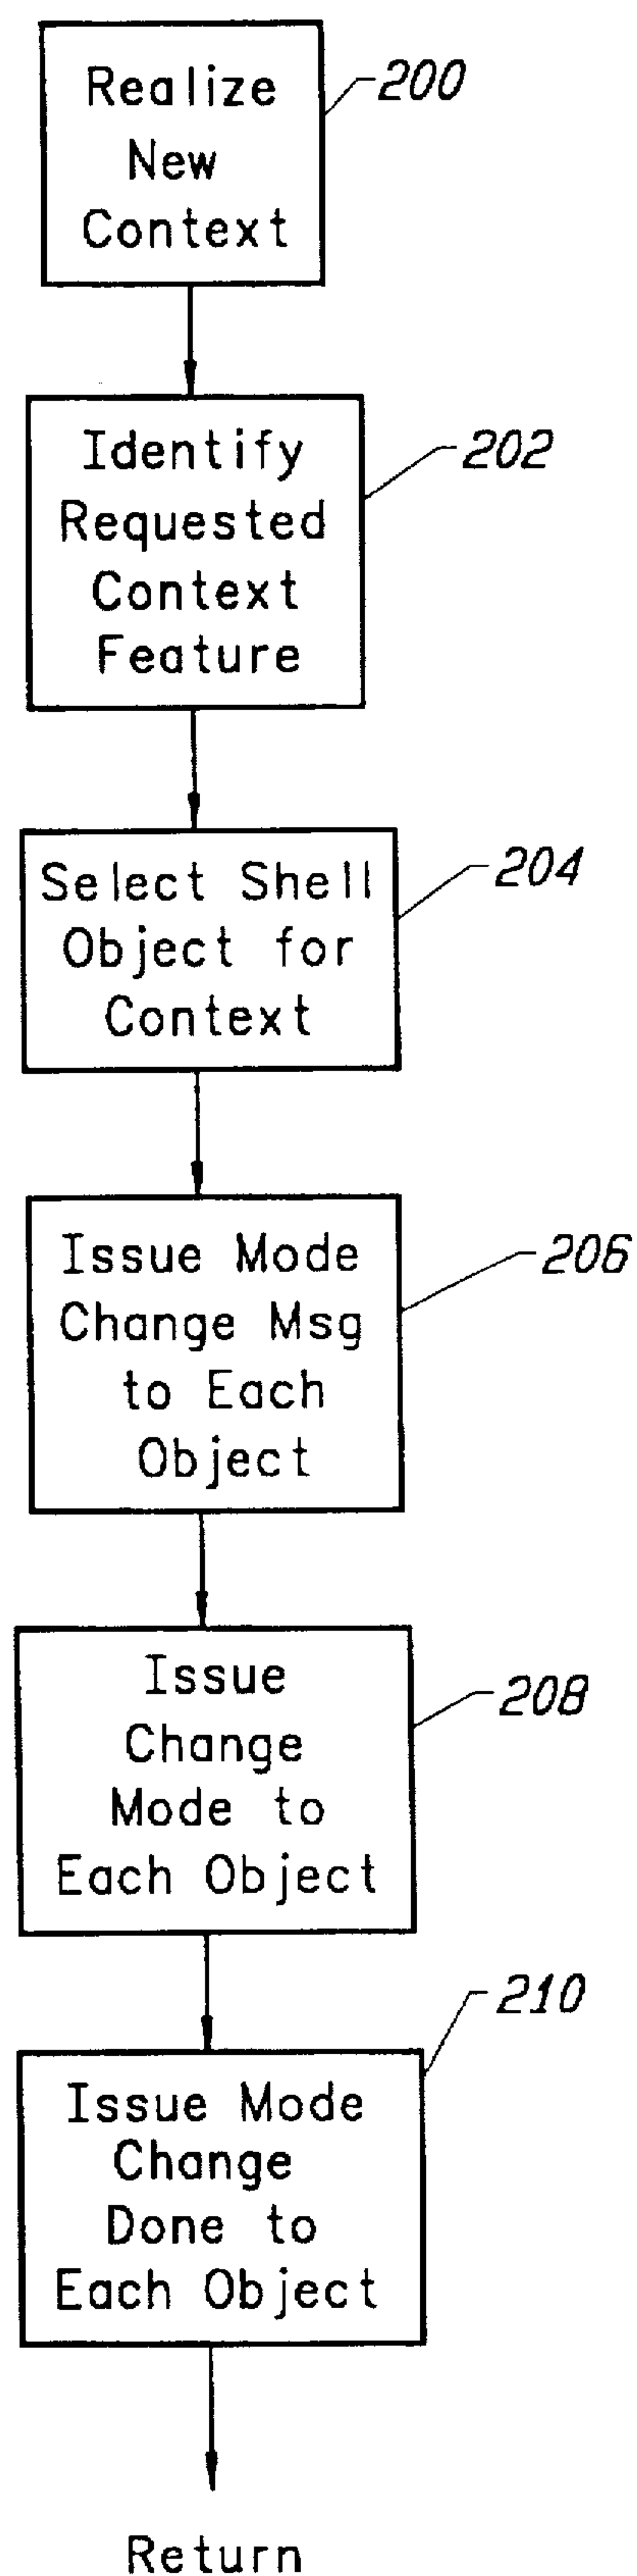 Realize
New
Context
200
Identify
Requested
Context
Feature
202
Select Shell
Object for
Context
204
Issue Mode
Change Msg
to Each
Object
206
Issue
Change
Mode to
Each Object
208
Issue Mode
Change
Done to
Each Object
210
Return